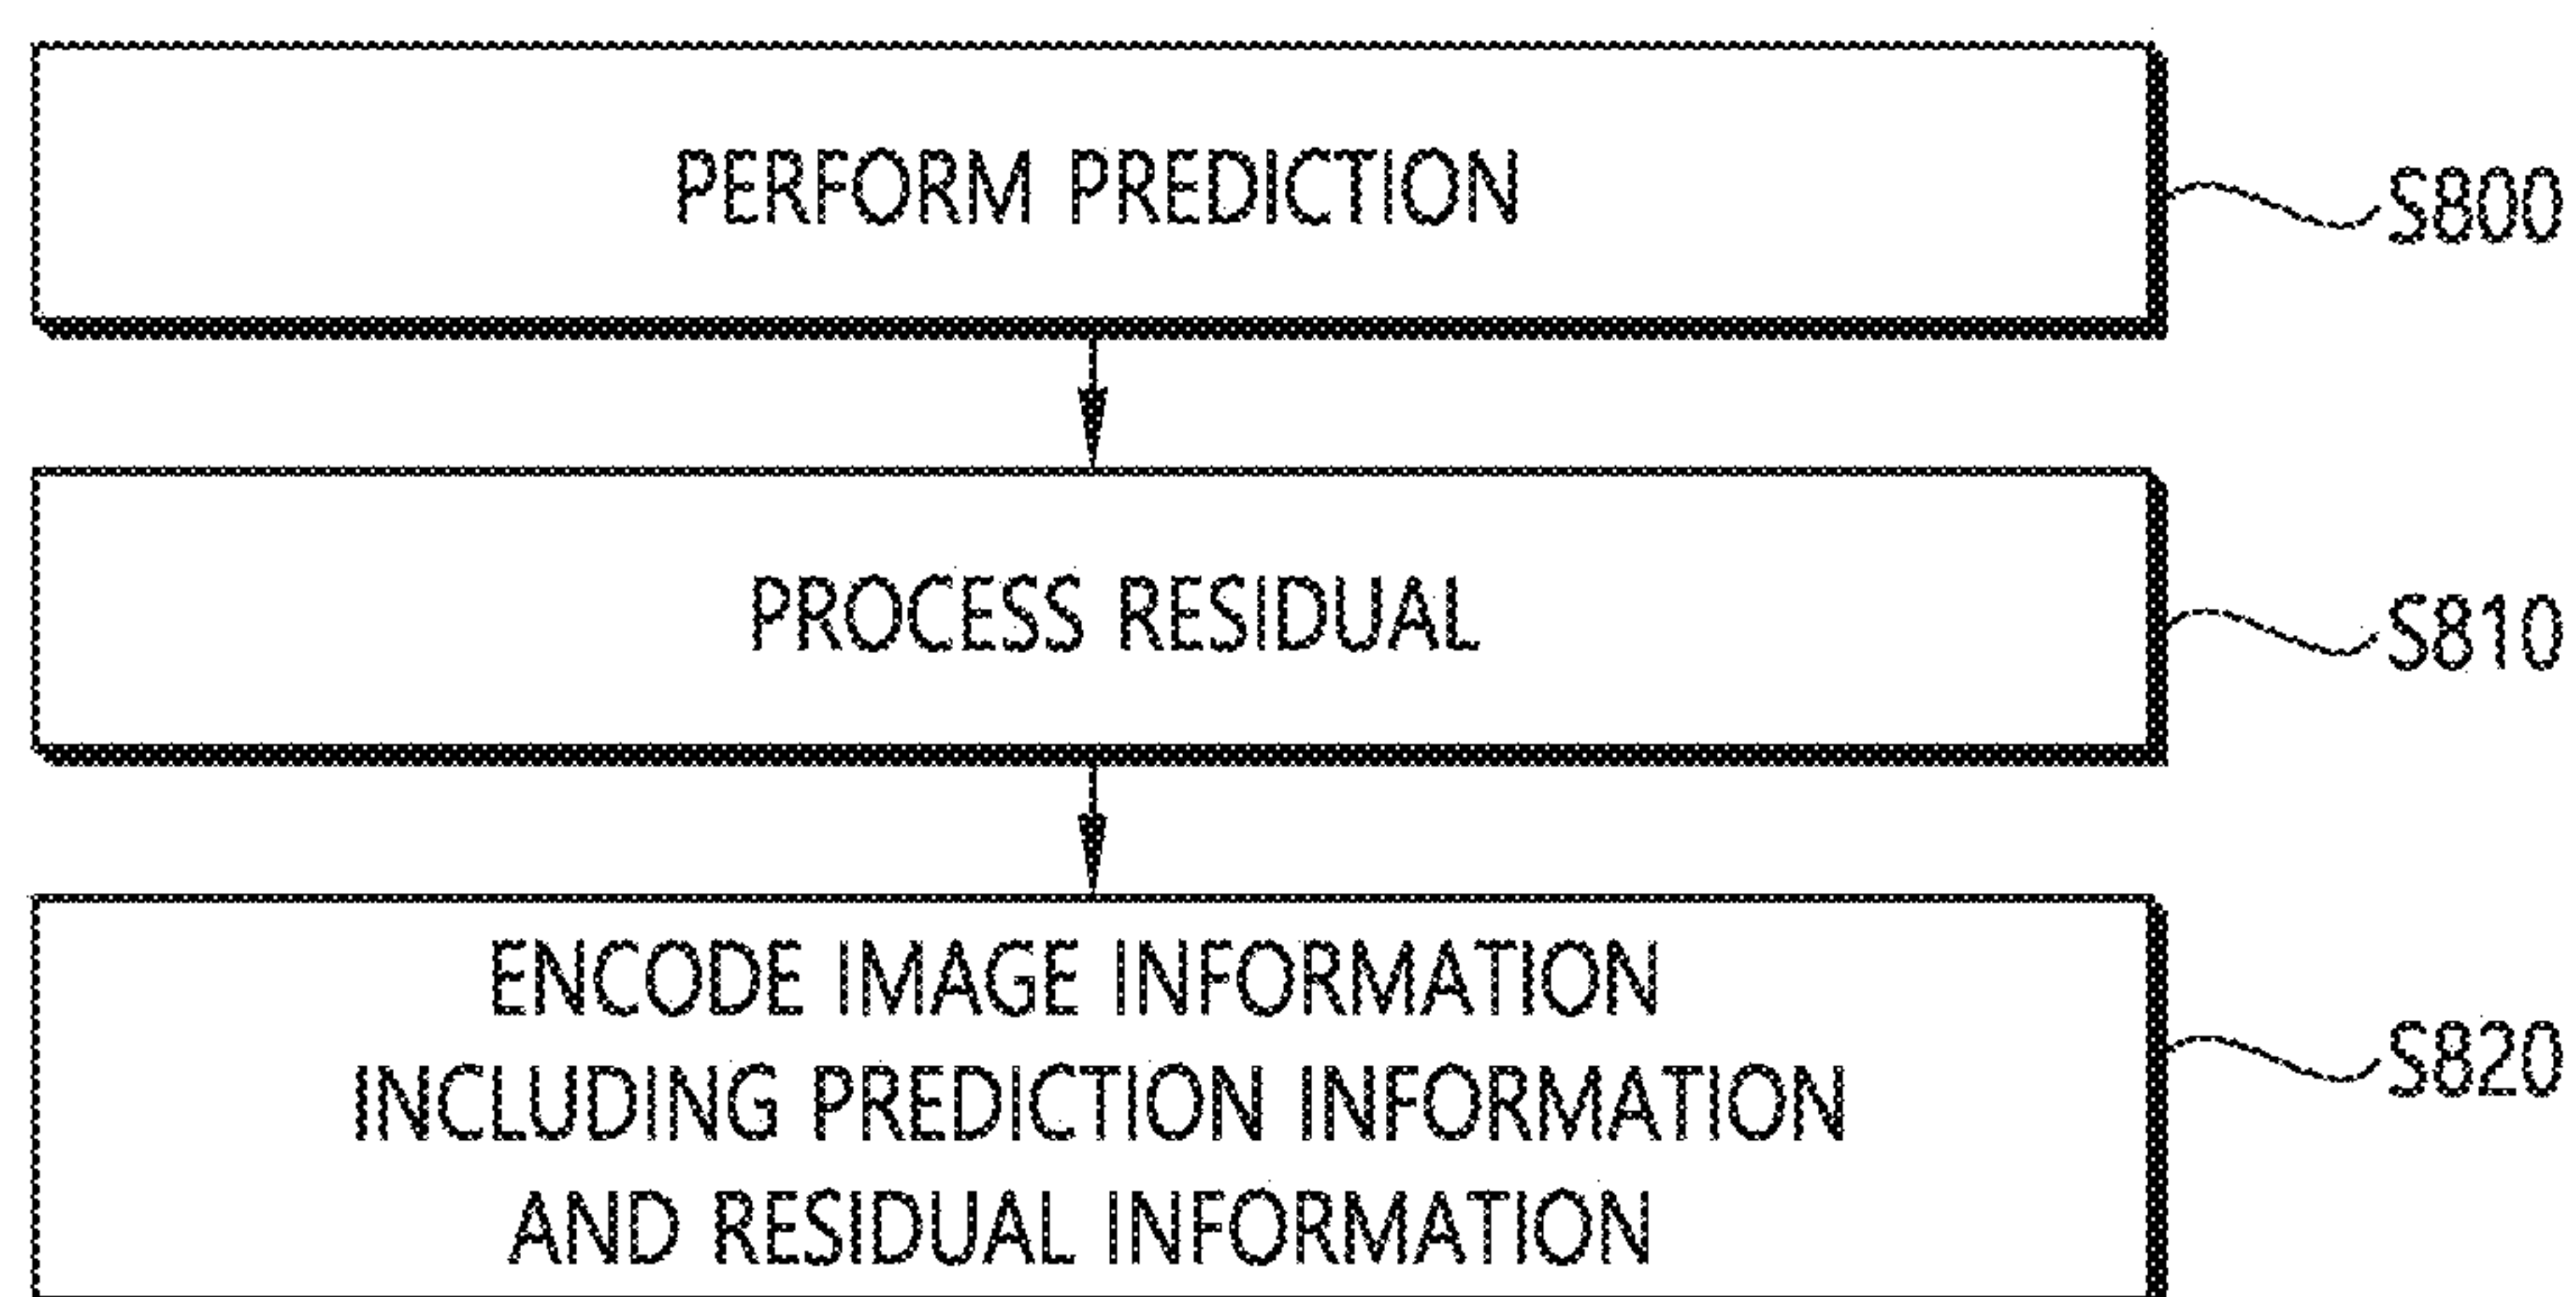 PERFORM PREDICTION
S800
PROCESS RESIDUAL
S810
ENCODE IMAGE INFORMATION
INCLUDING PREDICTION INFORMATION
AND RESIDUAL INFORMATION
S820